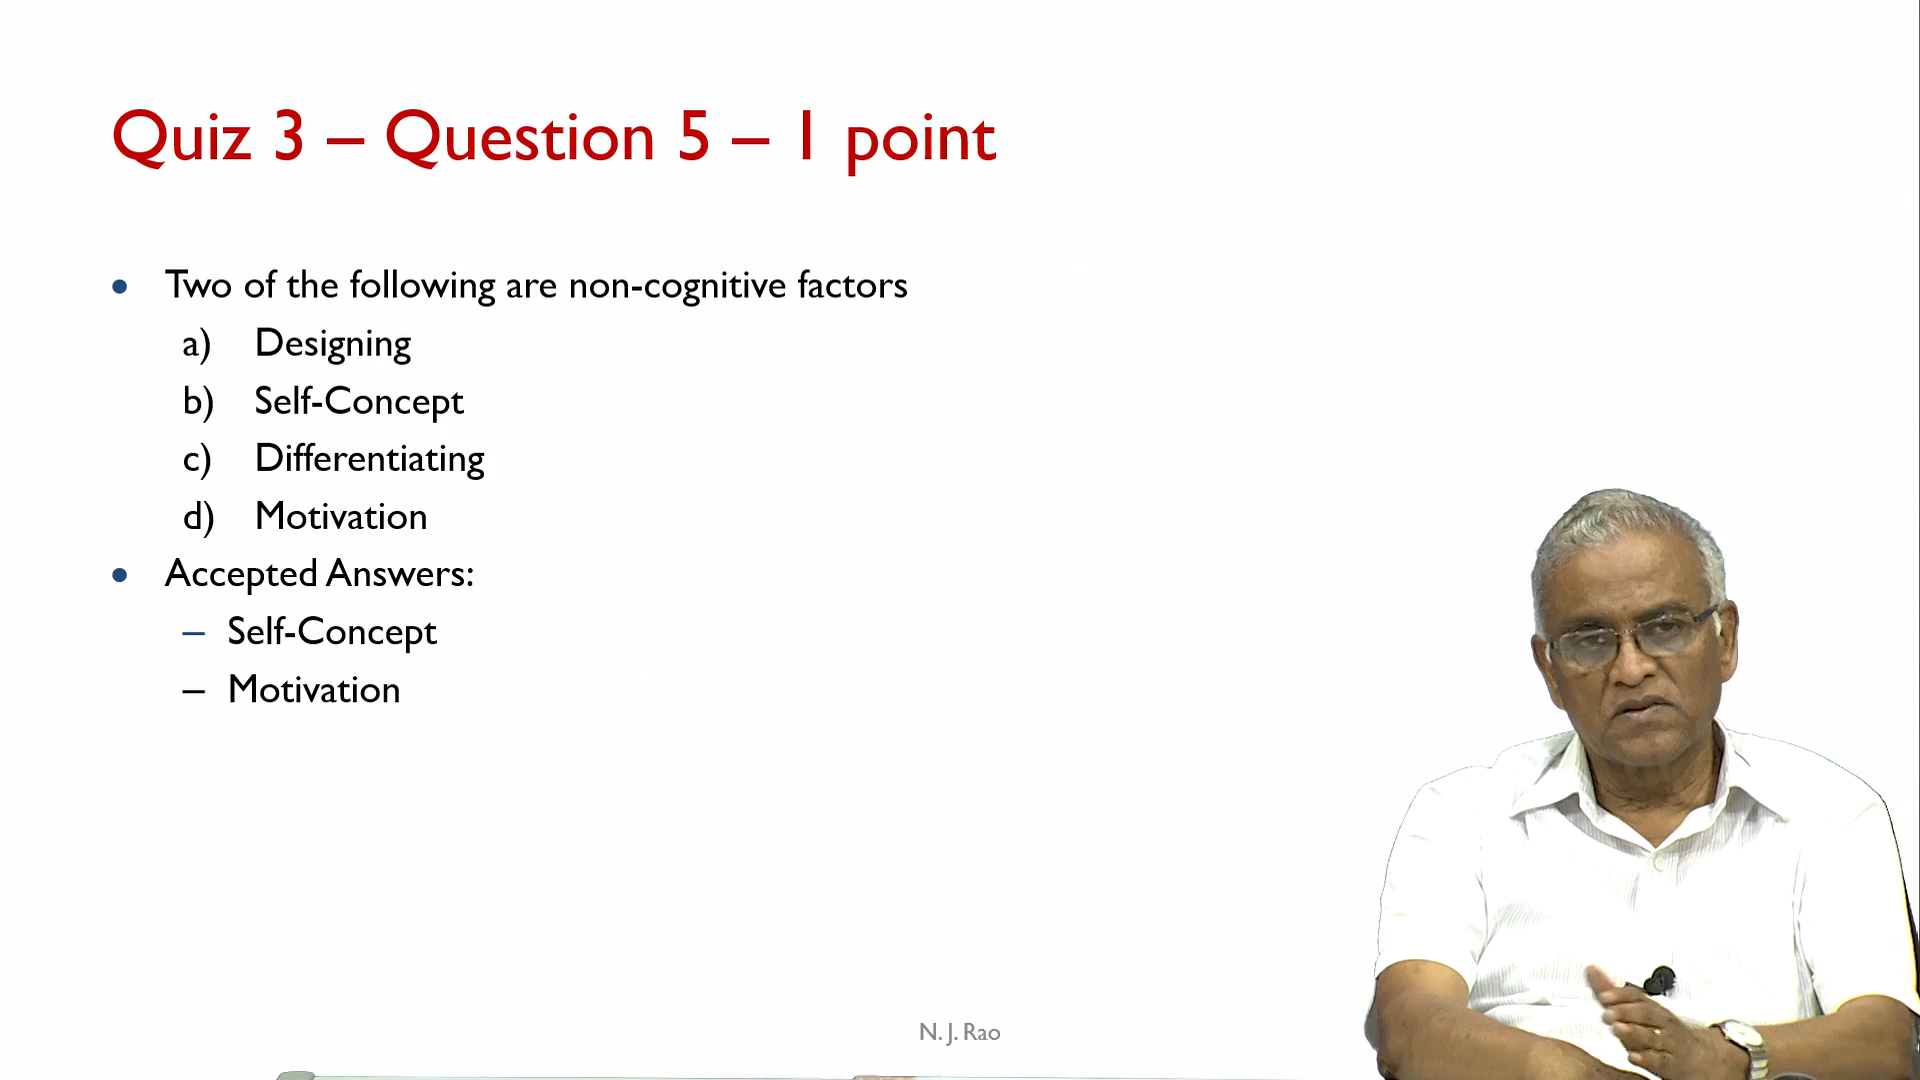 Quiz 3 – Question 5 – 1 point
• Two of the following are non-cognitive factors
a) Designing
b) Self-Concept
c) Differentiating
d) Motivation
• Accepted Answers:
– Self-Concept
– Motivation
N. J. Rao